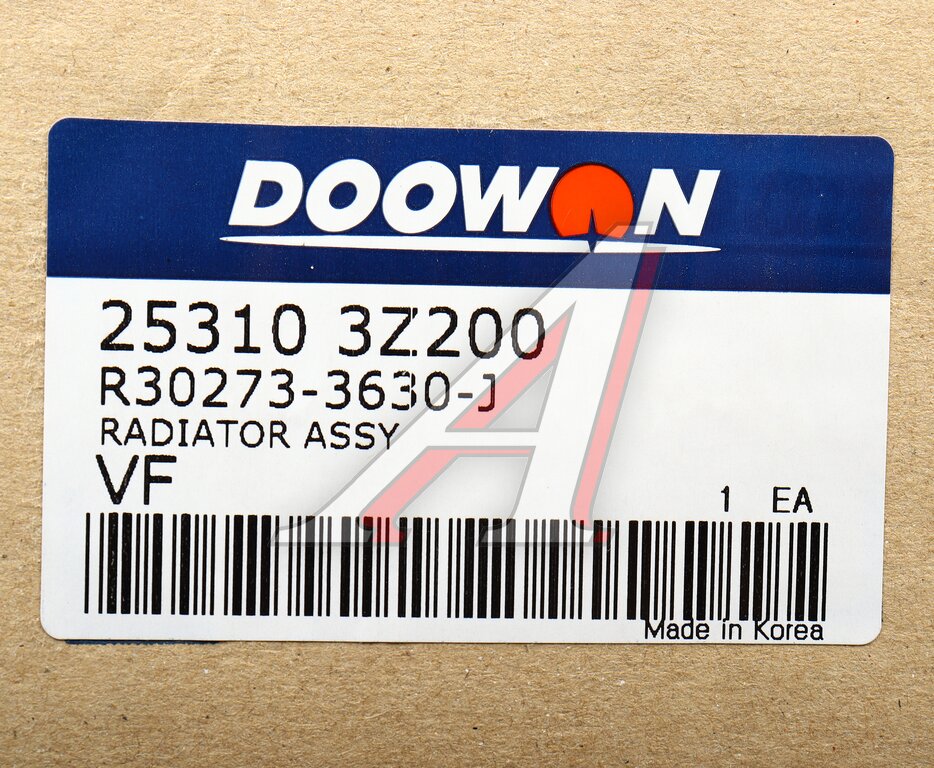 DOOWON
25310 3Z200
R30273-3630-J
RADIATOR ASSY
VF
1 EA
Made in Korea